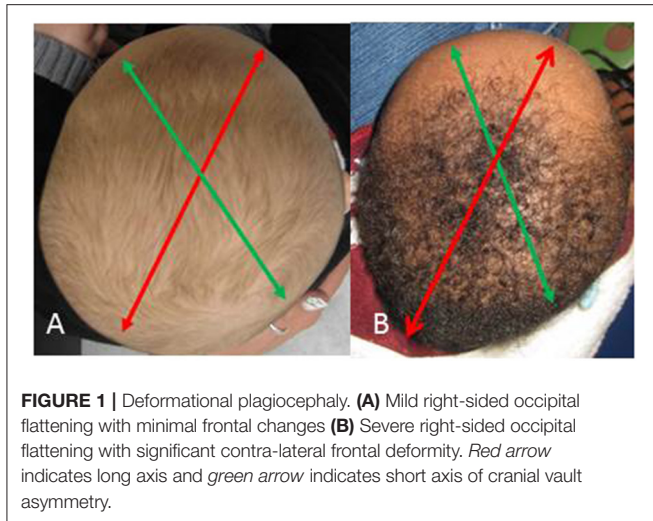 A
B
FIGURE 1 | Deformational plagiocephaly. (A) Mild right-sided occipital
flattening with minimal frontal changes (B) Severe right-sided occipital
flattening with significant contra-lateral frontal deformity. Red arrow
indicates long axis and green arrow indicates short axis of cranial vault
asymmetry.